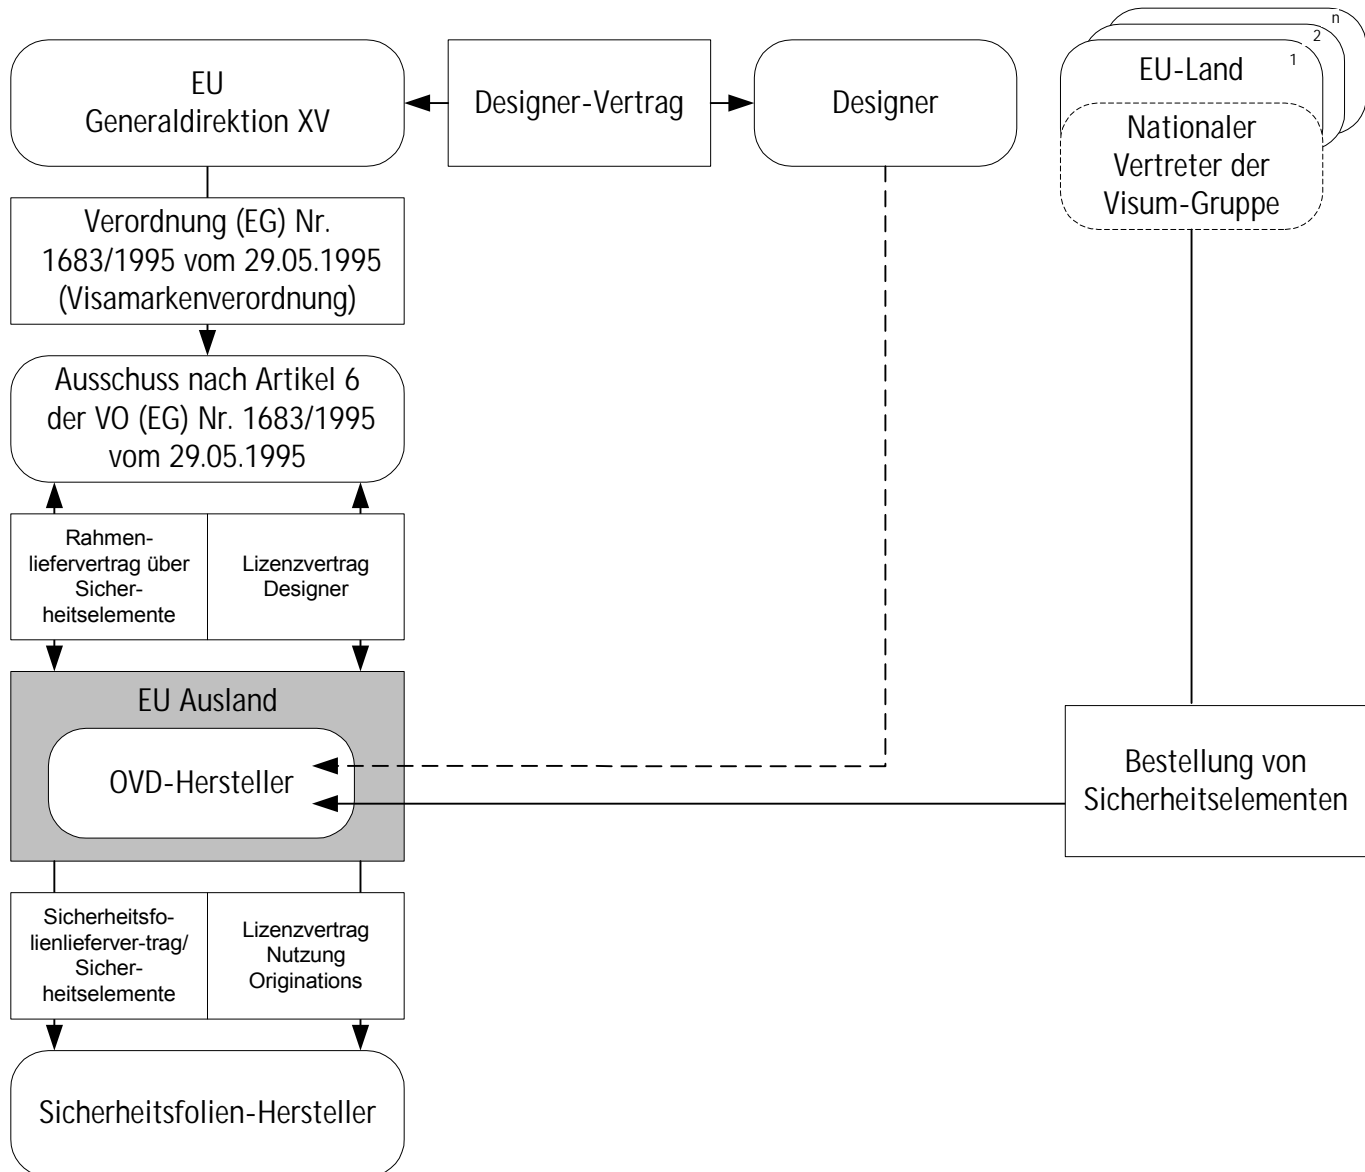 EU
Generaldirektion XV
Designer-Vertrag
Designer
n
2
1
EU-Land
Nationaler
Vertreter der
Visum-Gruppe
Verordnung (EG) Nr.
1683/1995 vom 29.05.1995
(Visamarkenverordnung)
Ausschuss nach Artikel 6
der VO (EG) Nr. 1683/1995
vom 29.05.1995
Rahmen-
liefervertrag über
Sicher-
heitselemente
Lizenzvertrag
Designer
EU Ausland
OVD-Hersteller
Bestellung von
Sicherheitselementen
Sicherheitsfo-
lienlieferver-trag/
Sicher-
heitselemente
Lizenzvertrag
Nutzung
Originations
Sicherheitsfolien-Hersteller